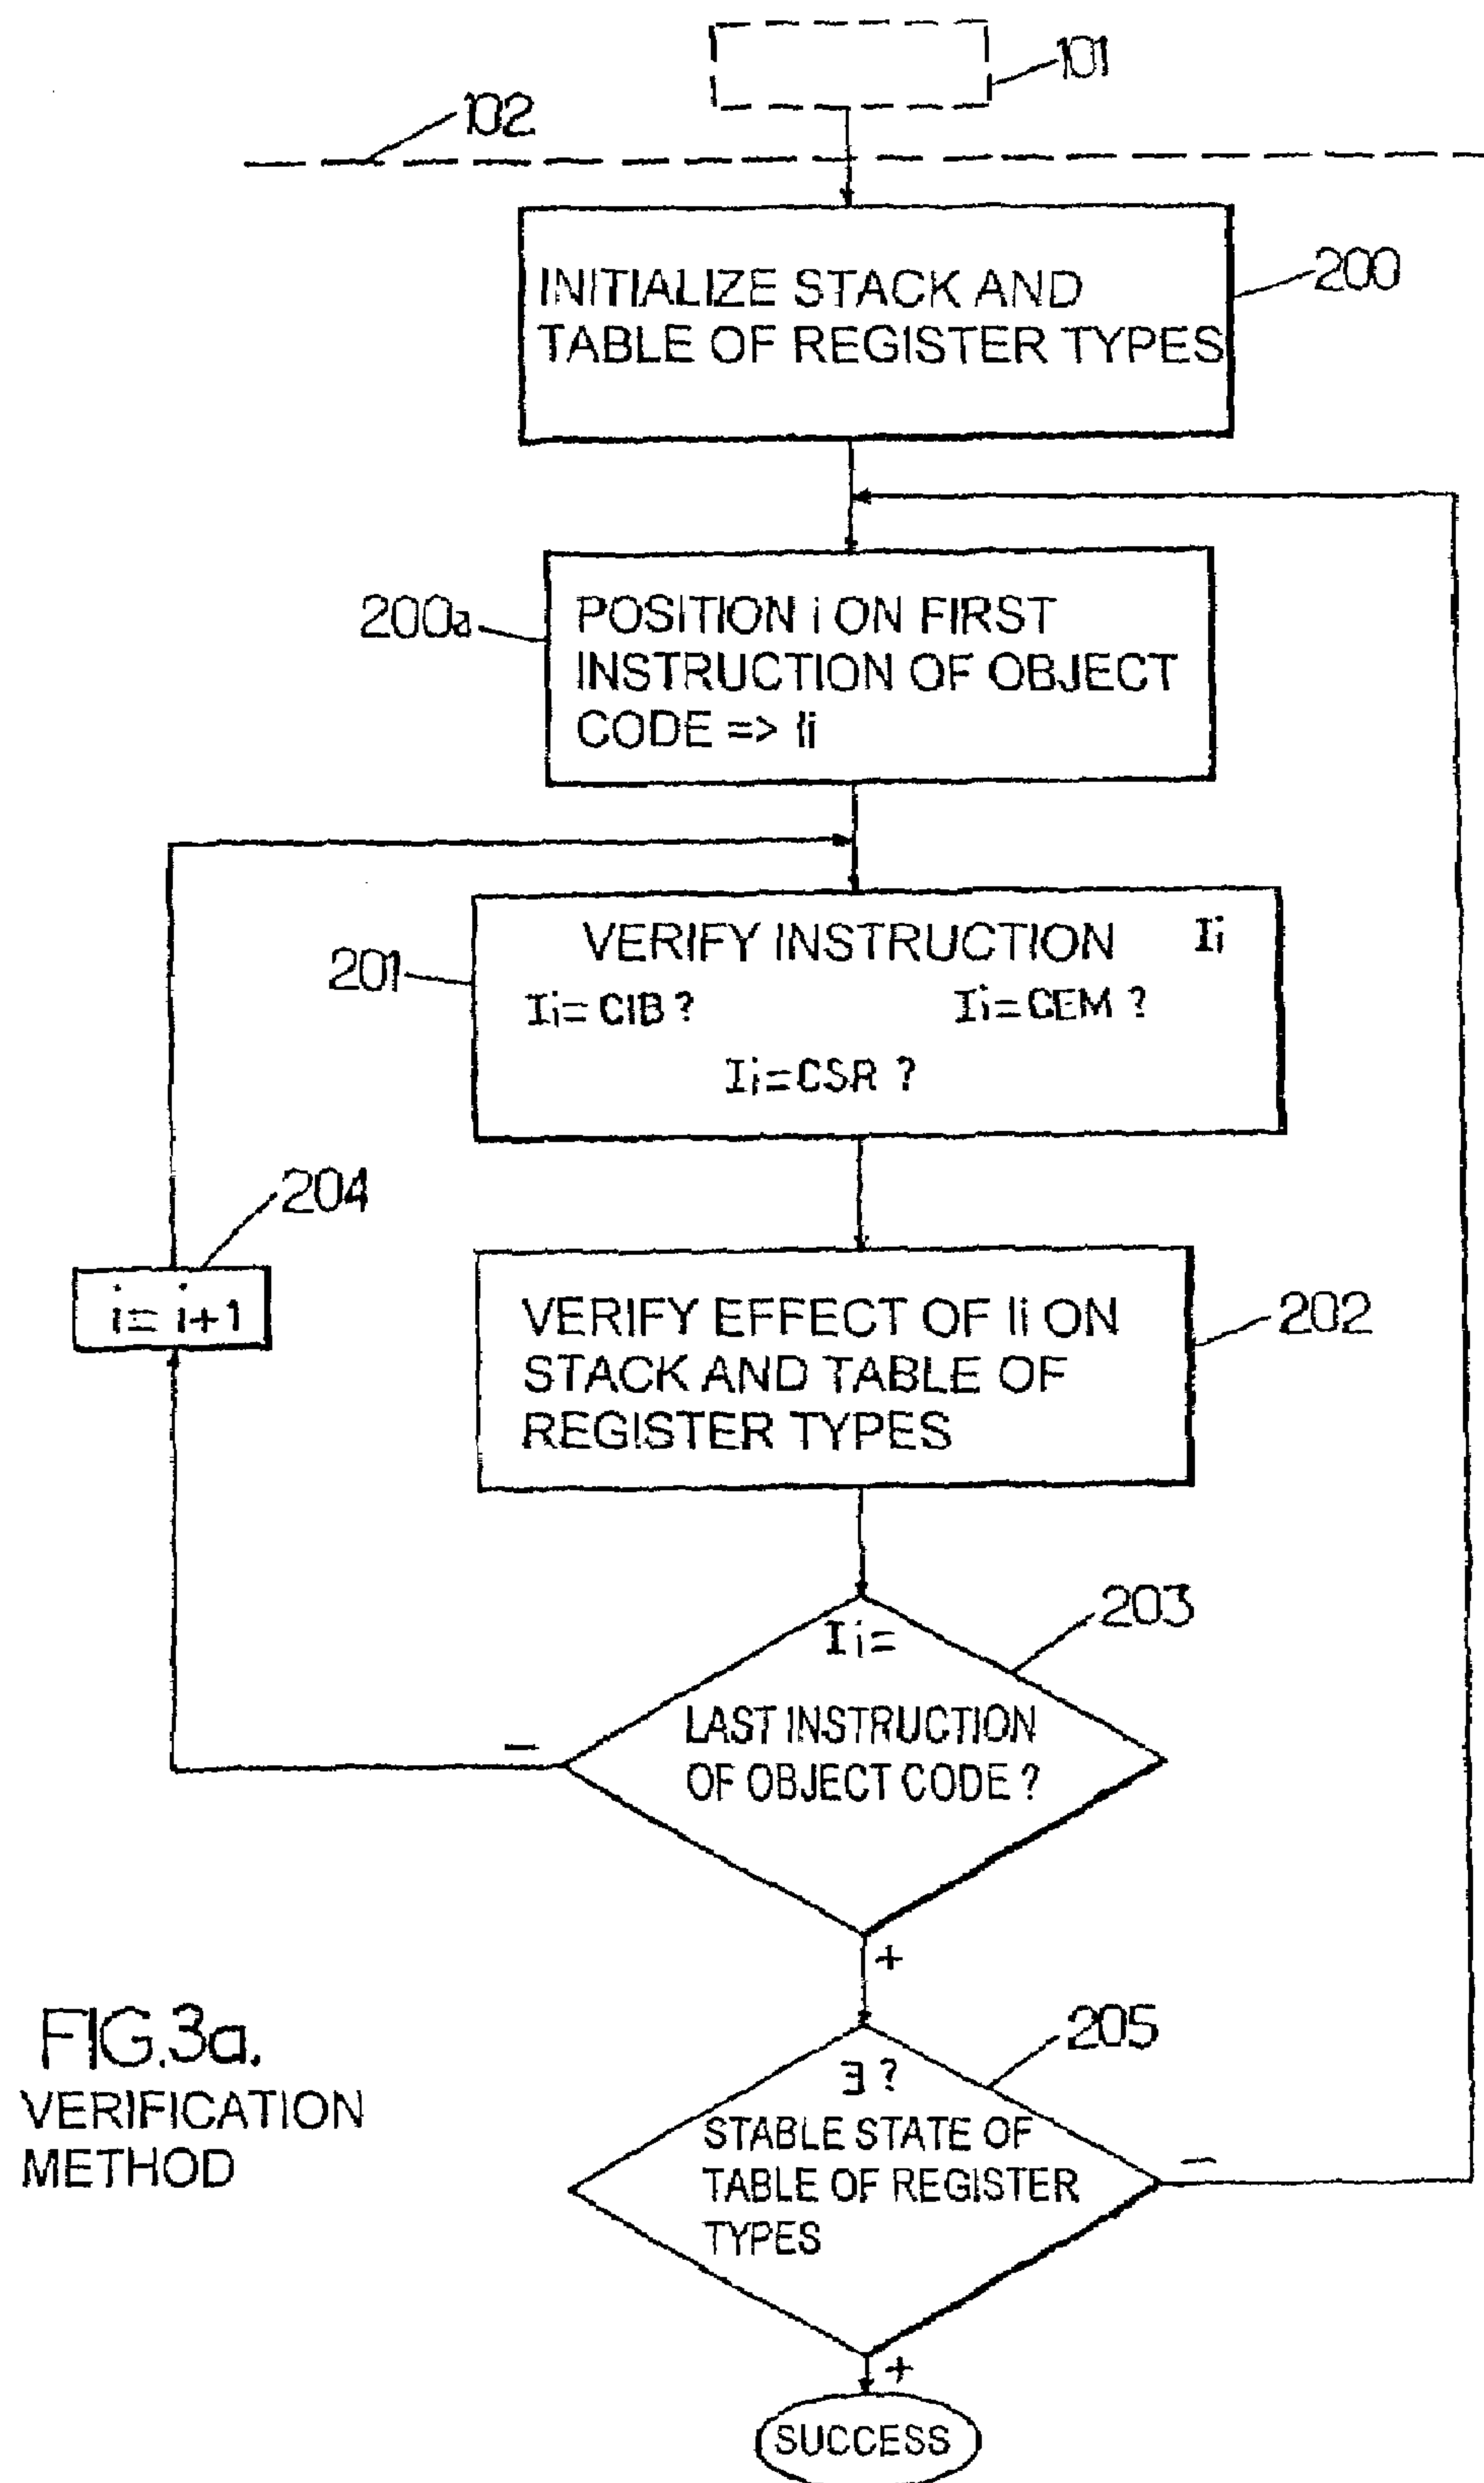 101
102
INITIALIZE STACK AND
TABLE OF REGISTER TYPES
200
200a
POSITION i ON FIRST
INSTRUCTION OF OBJECT
CODE => Ii
201
VERIFY INSTRUCTION Ii
Ii=CIB ? Ii=CEM ?
Ii=CSR ?
204
i=i+1
VERIFY EFFECT OF Ii ON
STACK AND TABLE OF
REGISTER TYPES
202
203
Ii=
LAST INSTRUCTION
OF OBJECT CODE ?
−
+
205
∃ ?
STABLE STATE OF
TABLE OF REGISTER
TYPES
−
+
SUCCESS
FIG.3a.
VERIFICATION
METHOD